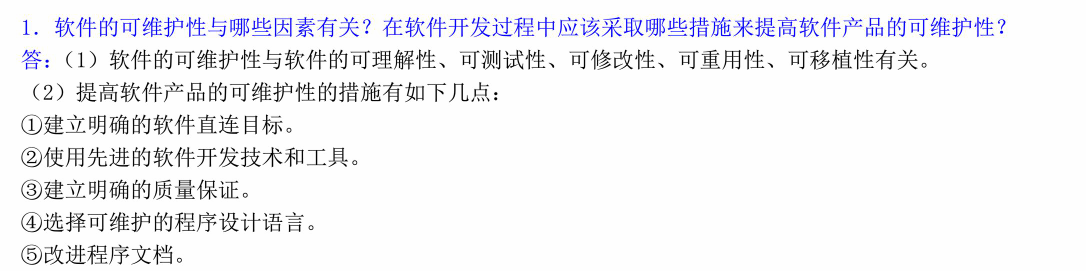 1. 软件的可维护性与哪些因素有关？在软件开发过程中应该采取哪些措施来提高软件产品的可维护性？
答：（1）软件的可维护性与软件的可理解性、可测试性、可修改性、可重用性、可移植性有关。
（2）提高软件产品的可维护性的措施有如下几点：
①建立明确的软件直连目标。
②使用先进的软件开发技术和工具。
③建立明确的质量保证。
④选择可维护的程序设计语言。
⑤改进程序文档。